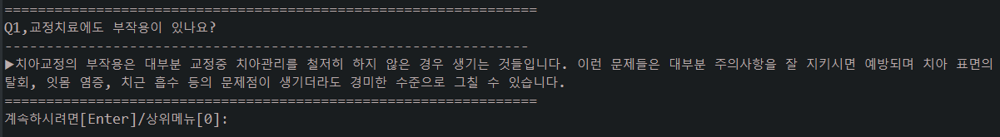 ================================================================
Q1,교정치료에도 부작용이 있나요?
----------------------------------------------------------------
▶치아교정의 부작용은 대부분 교정중 치아관리를 철저히 하지 않은 경우 생기는 것들입니다. 이런 문제들은 대부분 주의사항을 잘 지키시면 예방되며 치아 표면의
탈회, 잇몸 염증, 치근 흡수 등의 문제점이 생기더라도 경미한 수준으로 그칠 수 있습니다.
================================================================
계속하시려면[Enter]/상위메뉴[0]: